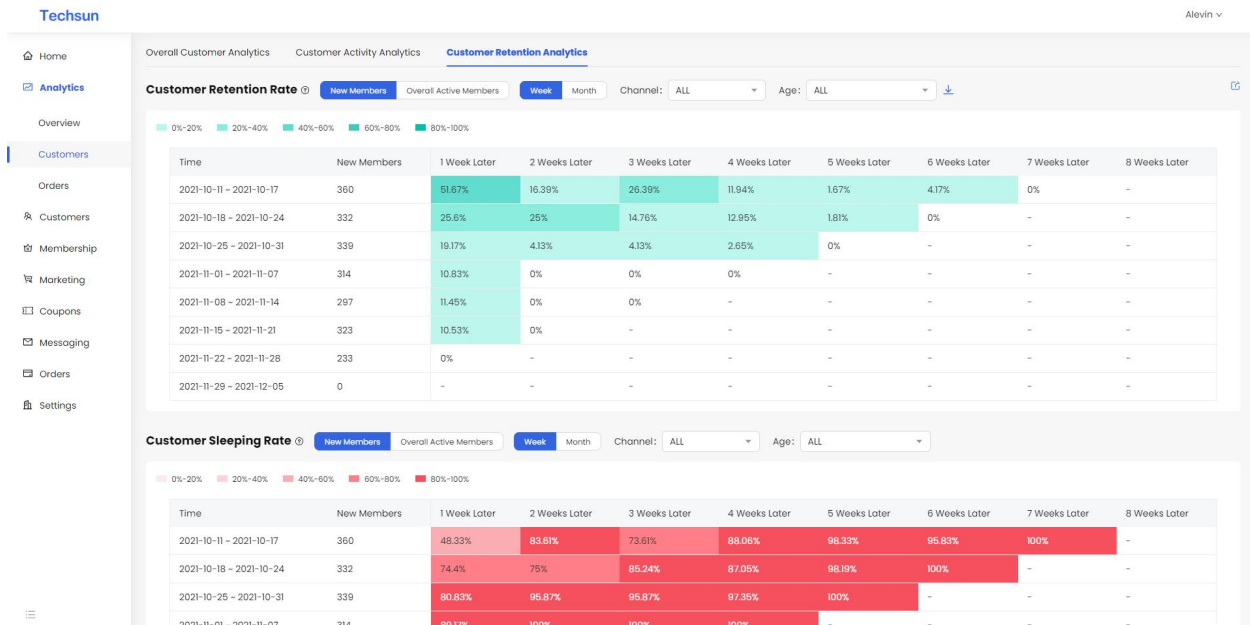 Techsun
Alevin
Home
Analytics
Overview
Customers
Orders
Customers
Membership
Marketing
Coupons
Messaging
Orders
Settings
Overall Customer Analytics Customer Activity Analytics Customer Retention Analytics
Customer Retention Rate New Members Overall Active Members Week Month Channel: ALL Age: ALL
0%-20% 20%-40% 40%-60% 60%-80% 80%-100%
Time New Members 1 Week Later 2 Weeks Later 3 Weeks Later 4 Weeks Later 5 Weeks Later 6 Weeks Later 7 Weeks Later 8 Weeks Later
2021-10-11 ~ 2021-10-17 360 51.67% 16.39% 26.39% 11.94% 1.67% 4.17% 0% -
2021-10-18 ~ 2021-10-24 332 25.6% 25% 14.76% 12.95% 1.81% 0% - -
2021-10-25 ~ 2021-10-31 339 19.17% 4.13% 4.13% 2.65% 0% - - -
2021-11-01 ~ 2021-11-07 314 10.83% 0% 0% 0% - - - -
2021-11-08 ~ 2021-11-14 297 11.45% 0% 0% - - - - -
2021-11-15 ~ 2021-11-21 323 10.53% 0% - - - - - -
2021-11-22 ~ 2021-11-28 233 0% - - - - - - -
2021-11-29 ~ 2021-12-05 0 - - - - - - - -
Customer Sleeping Rate New Members Overall Active Members Week Month Channel: ALL Age: ALL
0%-20% 20%-40% 40%-60% 60%-80% 80%-100%
Time New Members 1 Week Later 2 Weeks Later 3 Weeks Later 4 Weeks Later 5 Weeks Later 6 Weeks Later 7 Weeks Later 8 Weeks Later
2021-10-11 ~ 2021-10-17 360 48.33% 83.61% 73.61% 88.06% 98.33% 95.83% 100% -
2021-10-18 ~ 2021-10-24 332 74.4% 75% 85.24% 87.05% 98.19% 100% - -
2021-10-25 ~ 2021-10-31 339 80.83% 95.87% 95.87% 97.35% 100% - - -
2021-11-01 ~ 2021-11-07 314 89.17% 100% 100% 100% - - - -